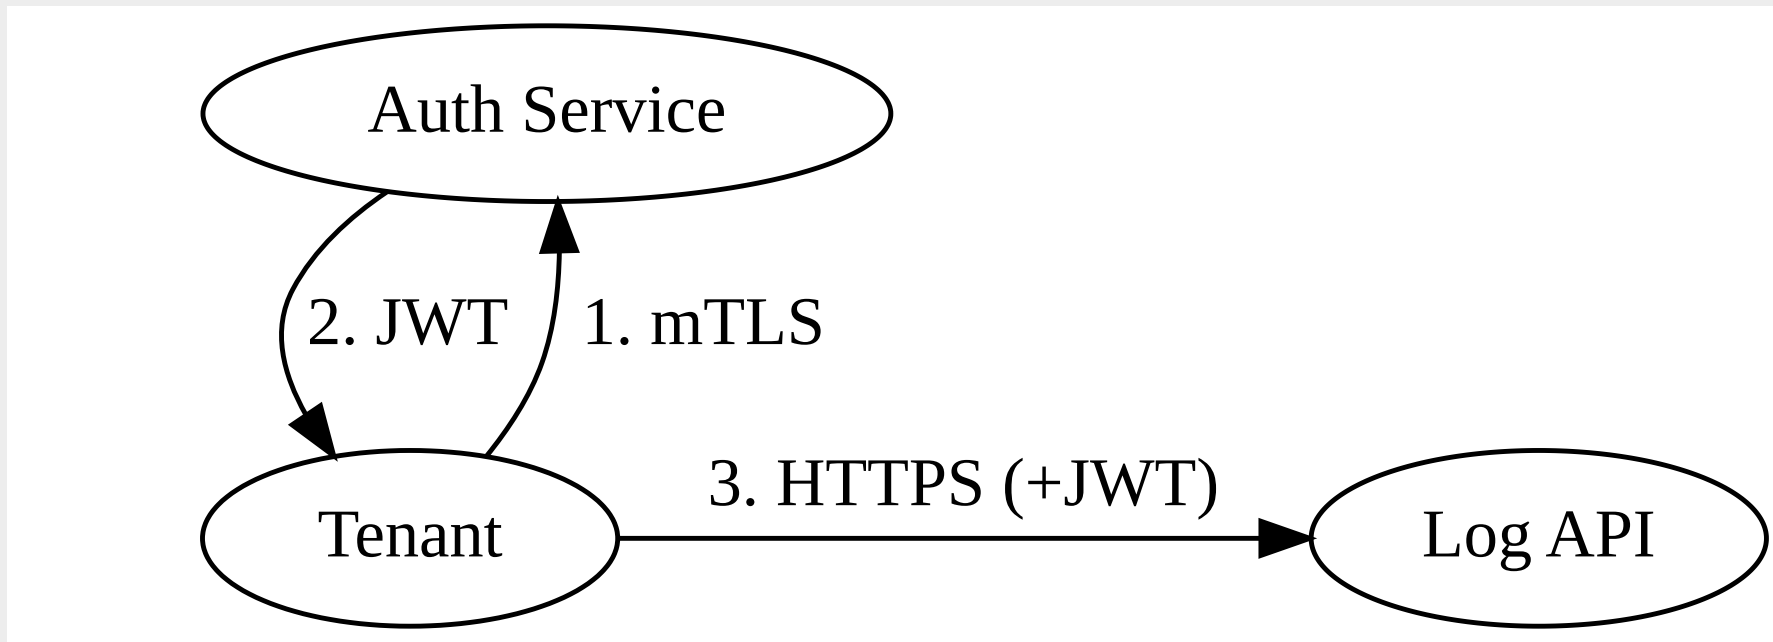 Auth Service
2. JWT
1. mTLS
3. HTTPS (+JWT)
Tenant
Log API